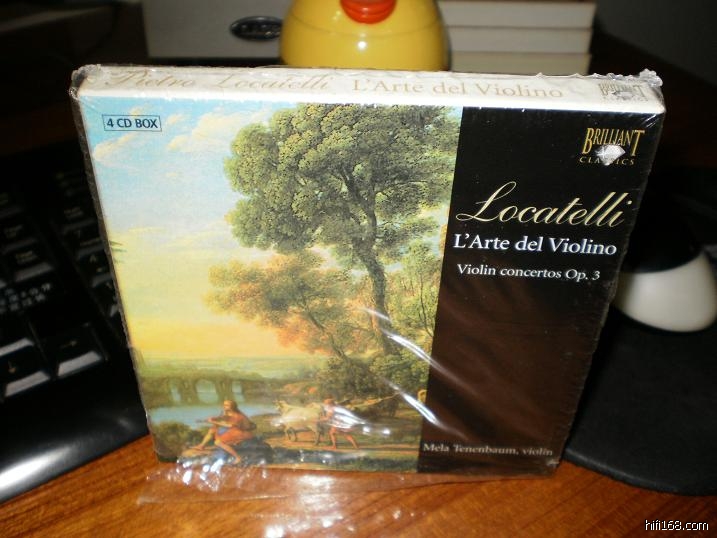 Pietro Locatelli L'Arte del Violino
4 CD BOX
BRILLIANT
CLASSICS
Locatelli
L'Arte del Violino
Violin concertos Op. 3
Mela Tenenbaum, violin
hifi168.com